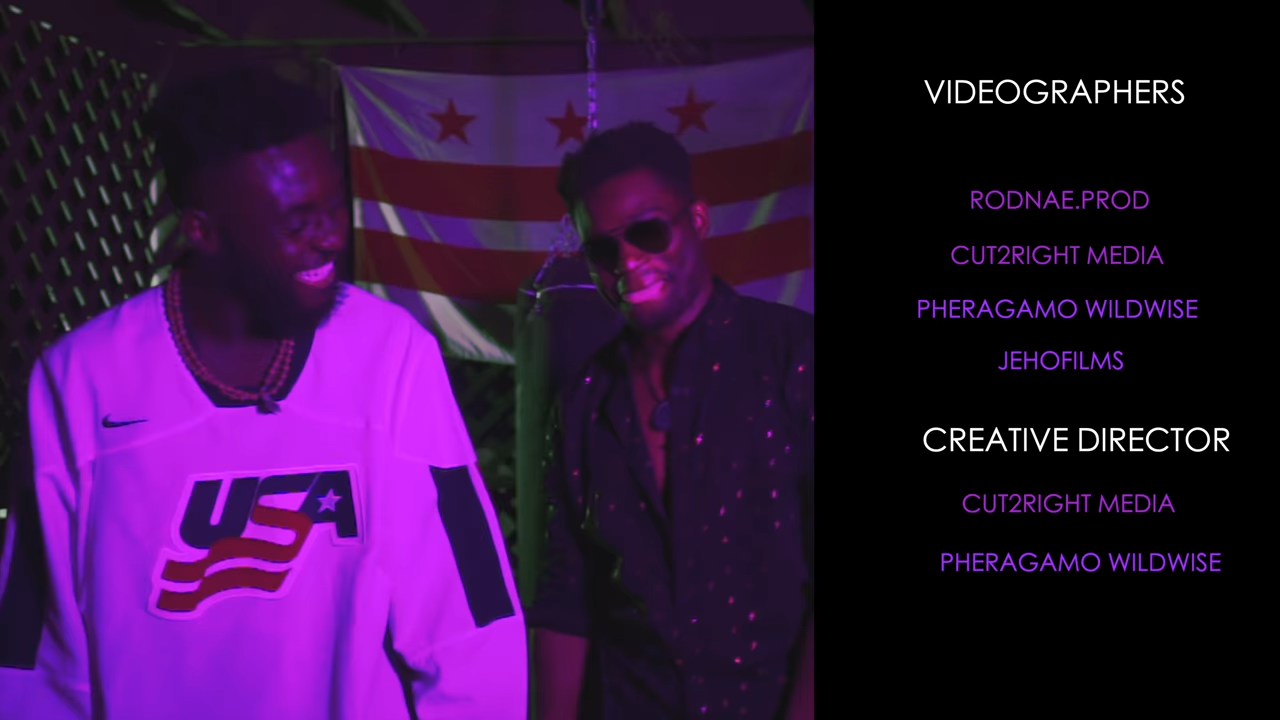 VIDEOGRAPHERS
RODNAE.PROD
CUT2RIGHT MEDIA
PHERAGAMO WILDWISE
JEHOFILMS
CREATIVE DIRECTOR
CUT2RIGHT MEDIA
PHERAGAMO WILDWISE
USA